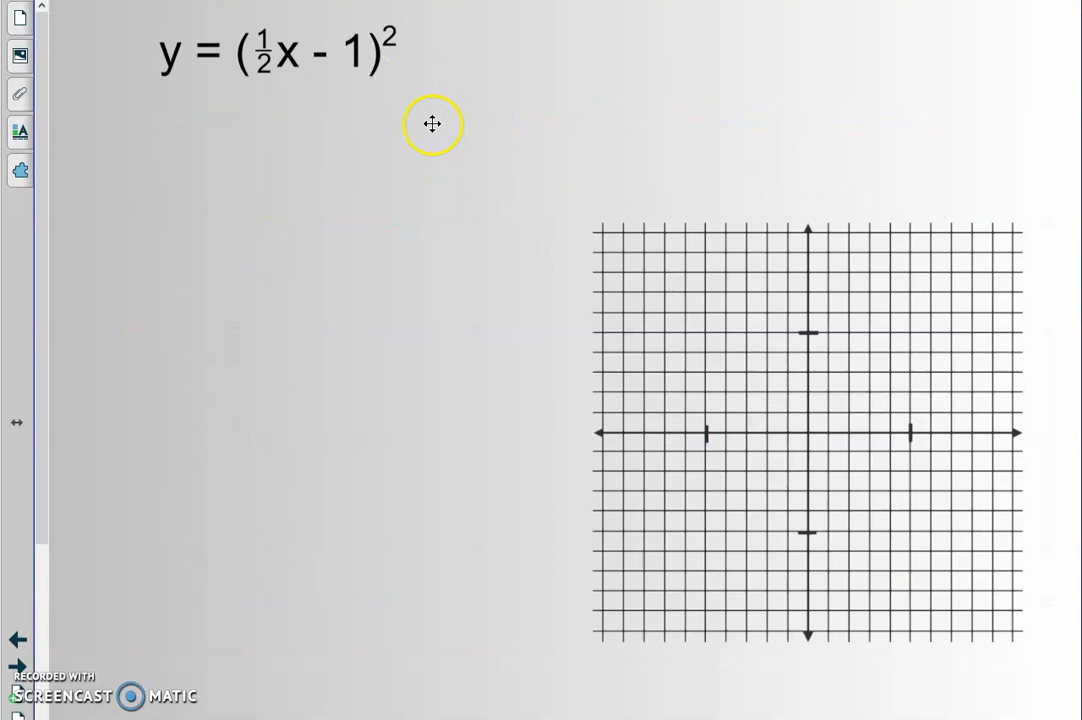 y = (½x - 1)²
RECORDED WITH
SCREENCAST MATIC